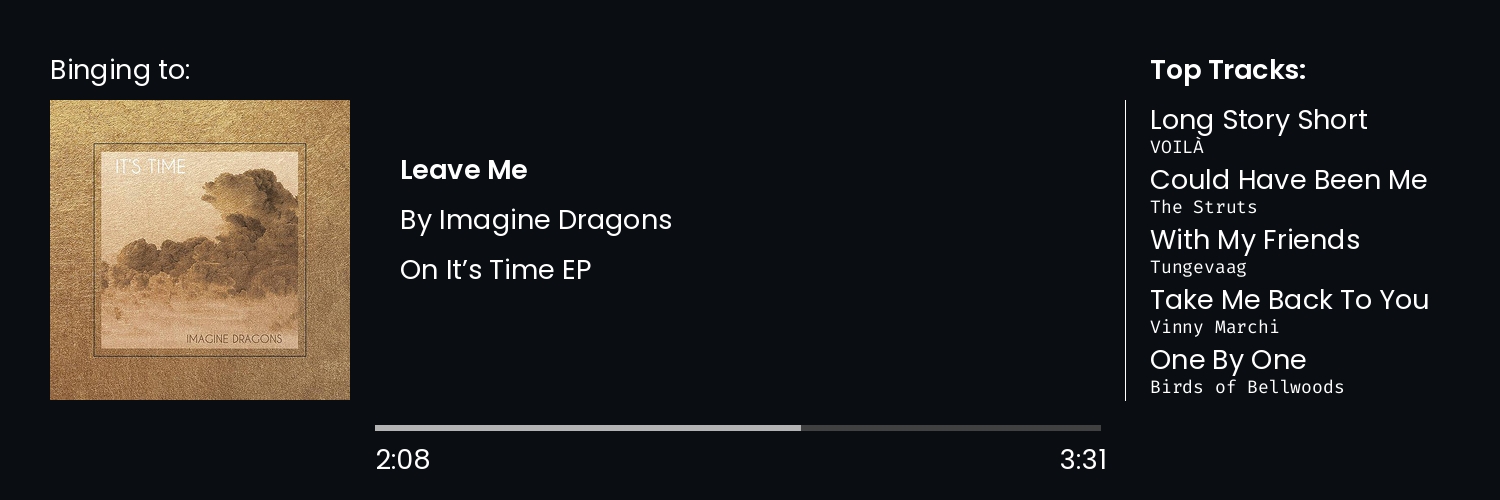 Binging to:
IT'S TIME
IMAGINE DRAGONS
Leave Me
By Imagine Dragons
On It’s Time EP
2:08
3:31
Top Tracks:
Long Story Short
VOILÀ
Could Have Been Me
The Struts
With My Friends
Tungevaag
Take Me Back To You
Vinny Marchi
One By One
Birds of Bellwoods